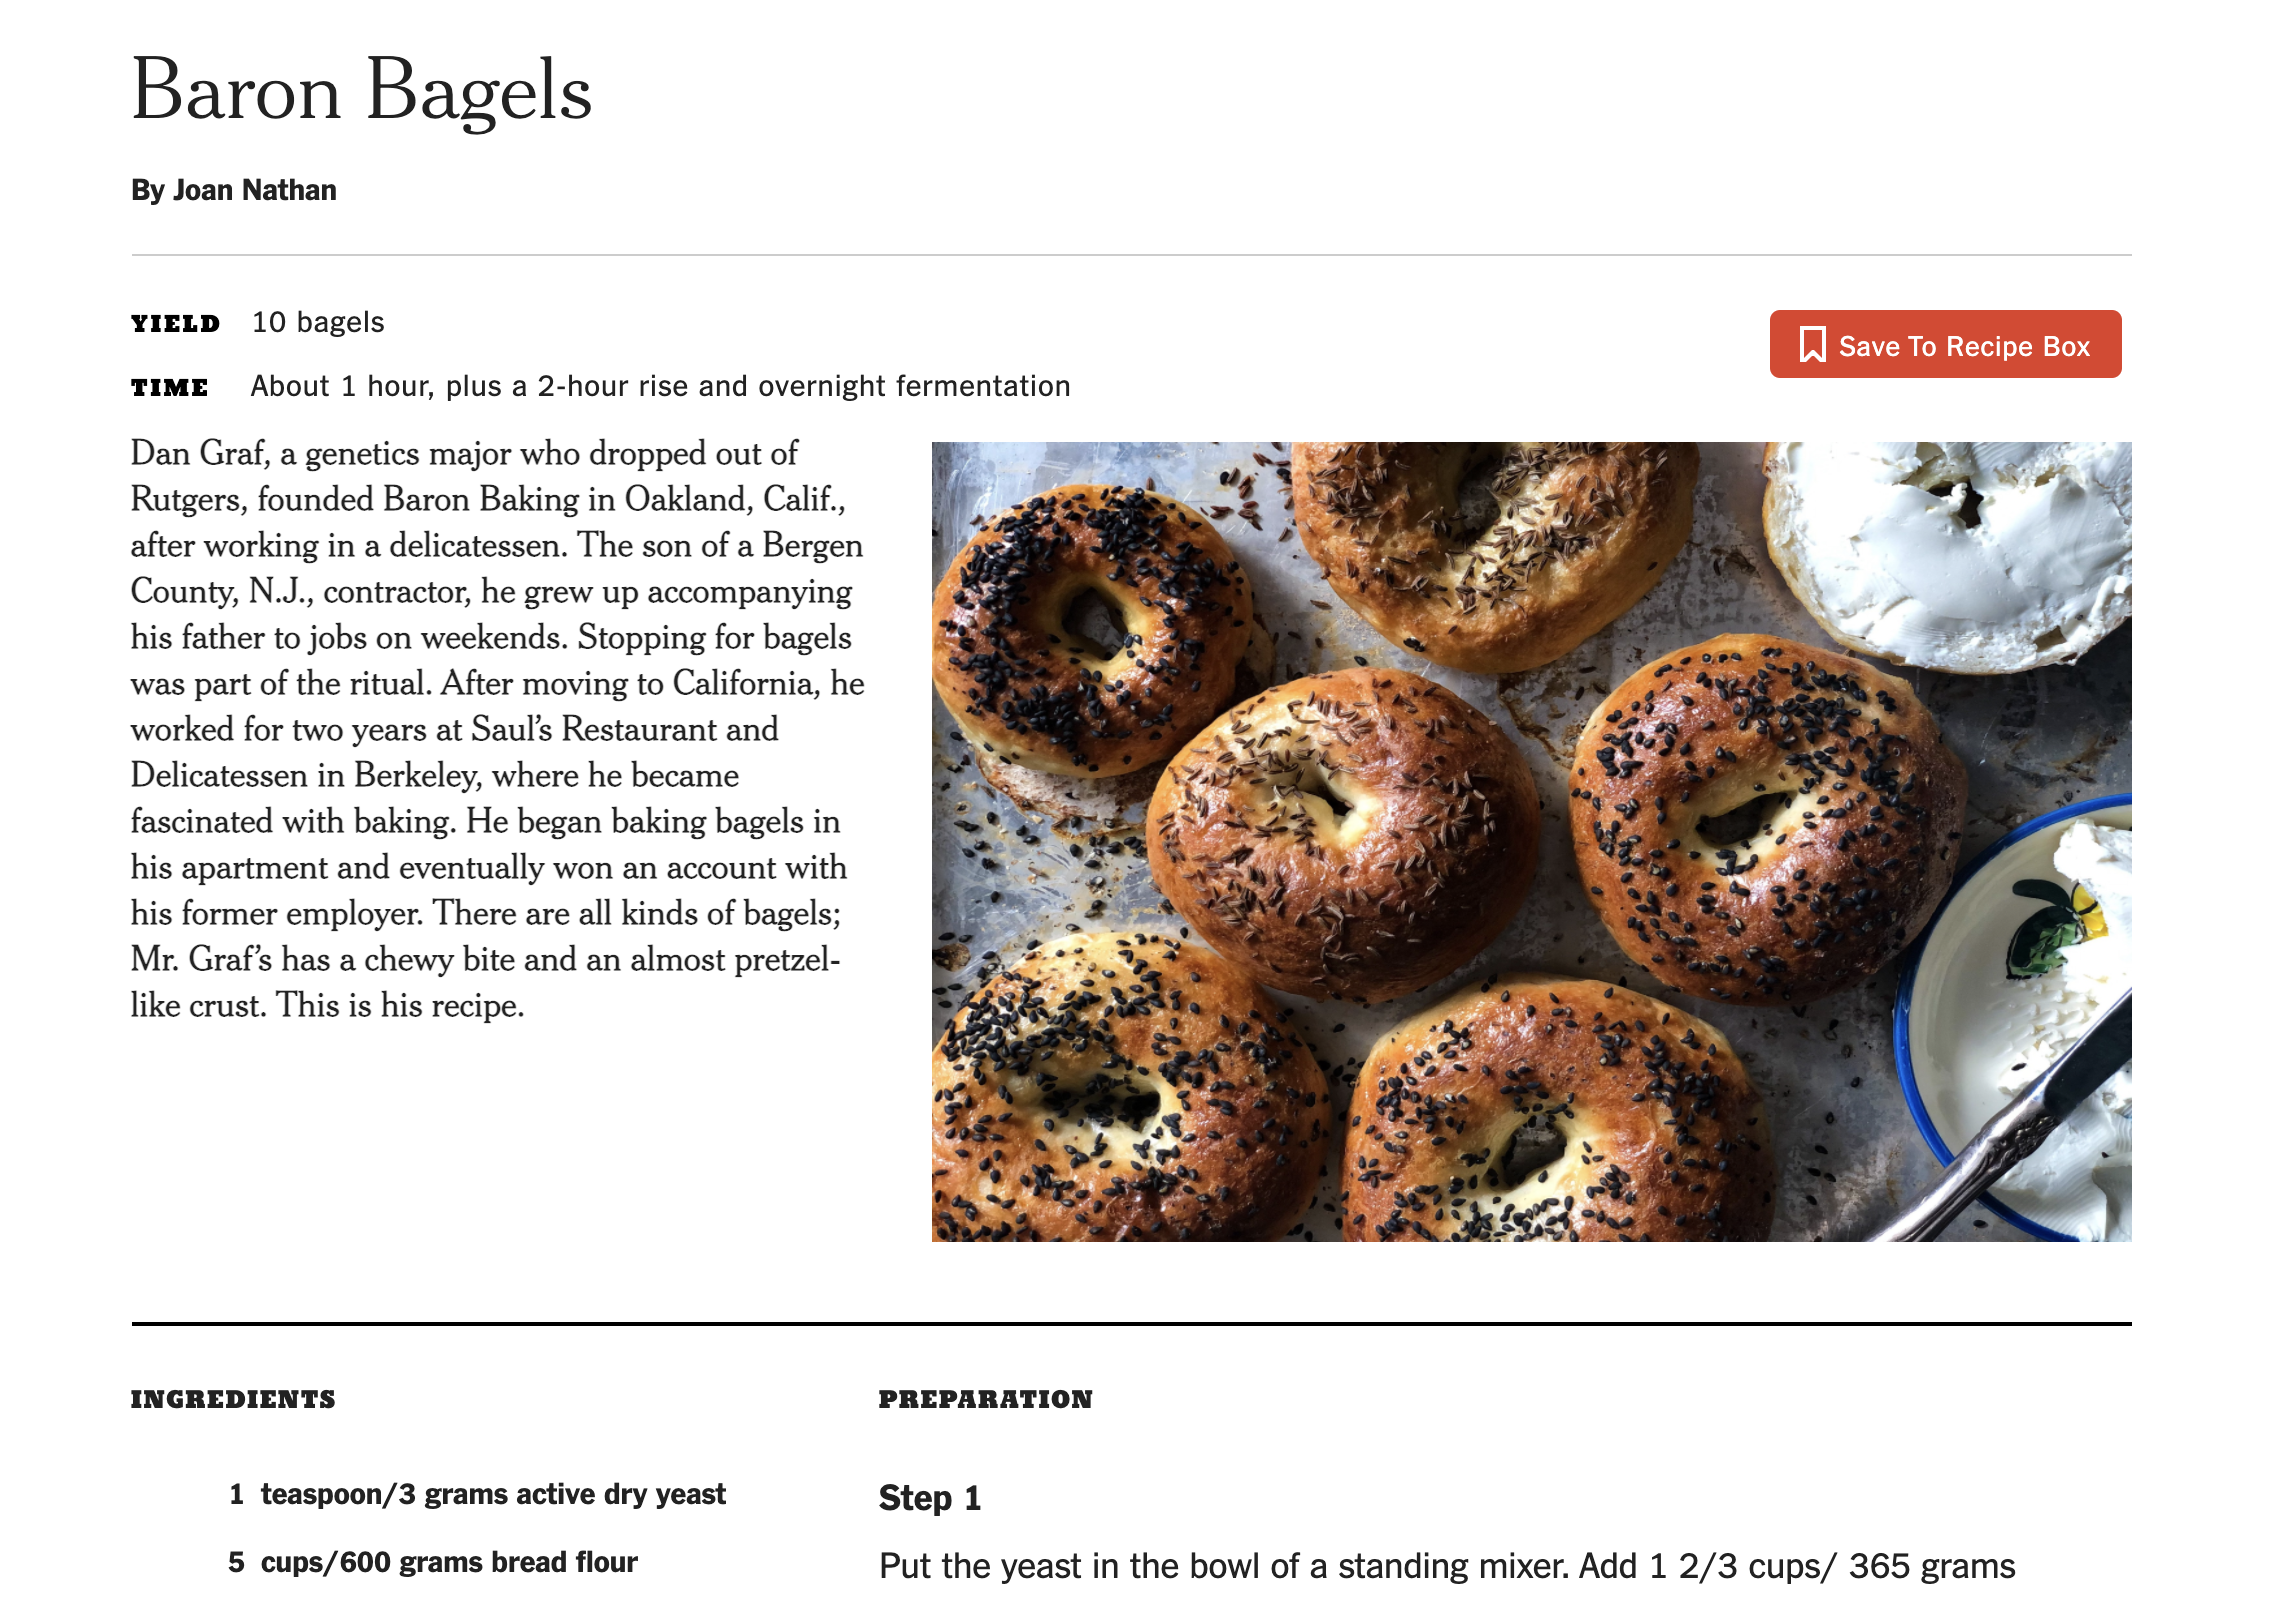 Baron Bagels
By Joan Nathan
YIELD 10 bagels
Save To Recipe Box
TIME About 1 hour, plus a 2-hour rise and overnight fermentation
Dan Graf, a genetics major who dropped out of
Rutgers, founded Baron Baking in Oakland, Calif.,
after working in a delicatessen. The son of a Bergen
County, N.J., contractor, he grew up accompanying
his father to jobs on weekends. Stopping for bagels
was part of the ritual. After moving to California, he
worked for two years at Saul’s Restaurant and
Delicatessen in Berkeley, where he became
fascinated with baking. He began baking bagels in
his apartment and eventually won an account with
his former employer. There are all kinds of bagels;
Mr. Graf’s has a chewy bite and an almost pretzel-
like crust. This is his recipe.
INGREDIENTS
1 teaspoon/3 grams active dry yeast
5 cups/600 grams bread flour
PREPARATION
Step 1
Put the yeast in the bowl of a standing mixer. Add 1 2/3 cups/ 365 grams